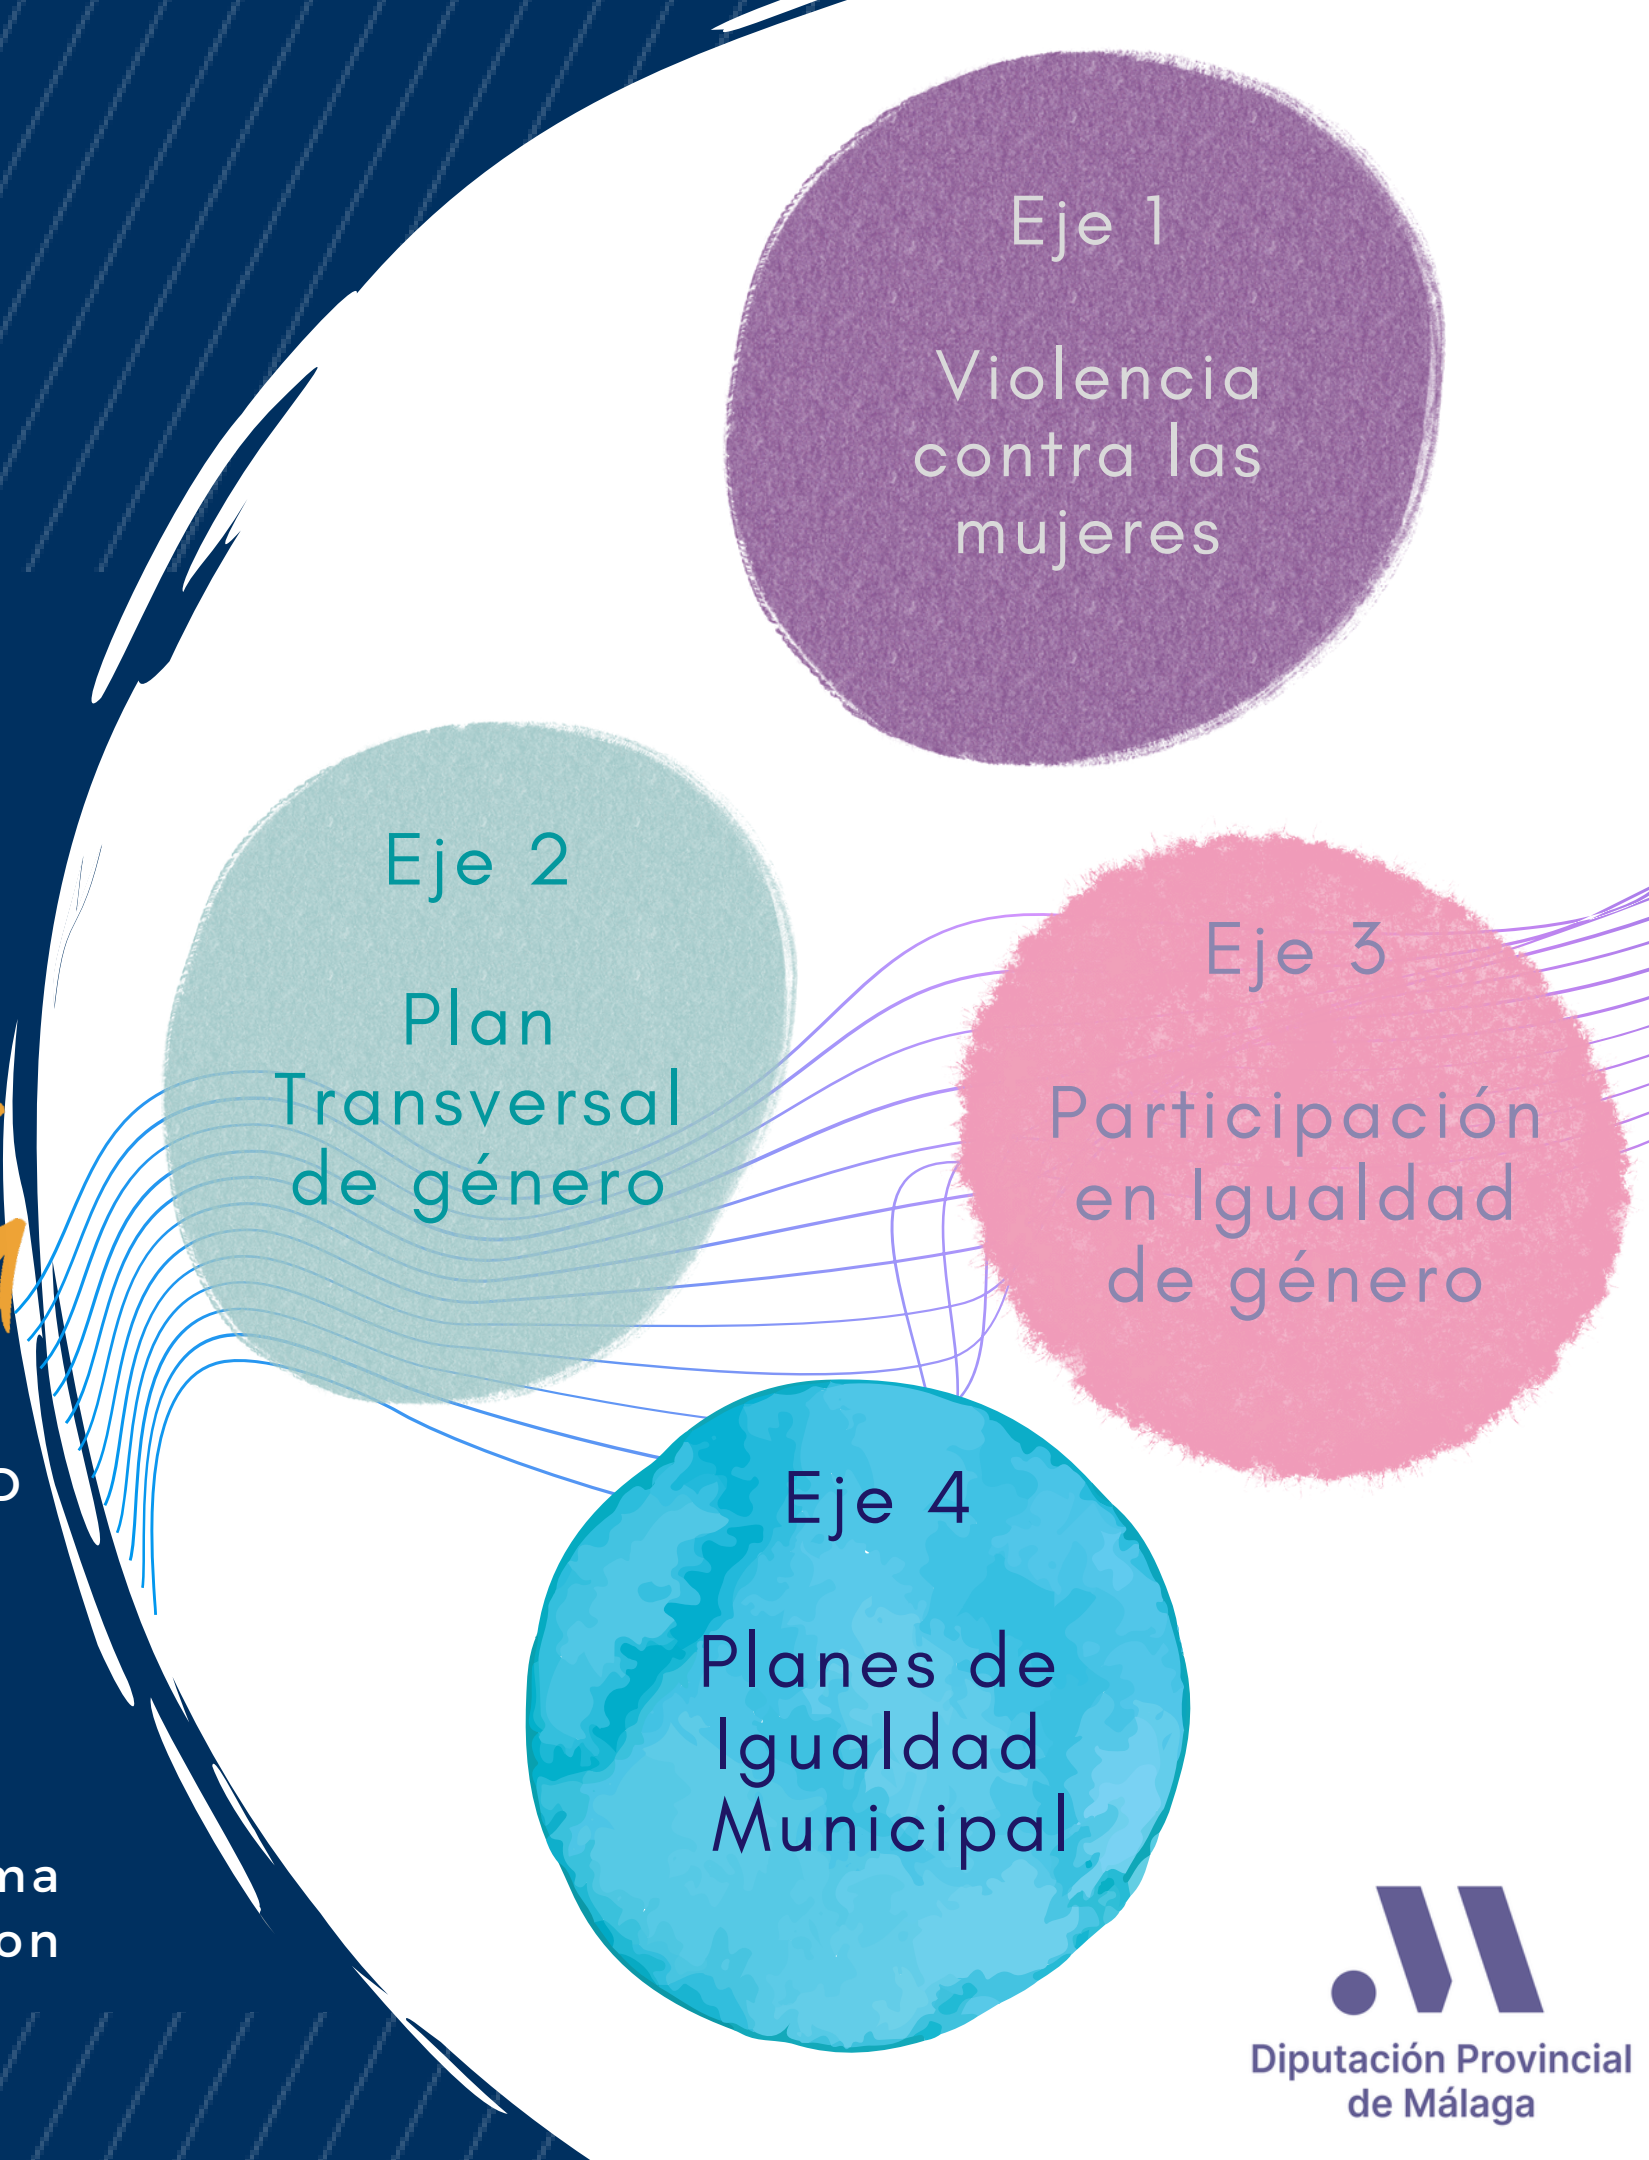 Eje 1
Violencia
contra las
mujeres
Eje 2
Plan
Transversal
de género
Eje 3
Participación
en Igualdad
de género
Eje 4
Planes de
Igualdad
Municipal
Diputación Provincial
de Málaga